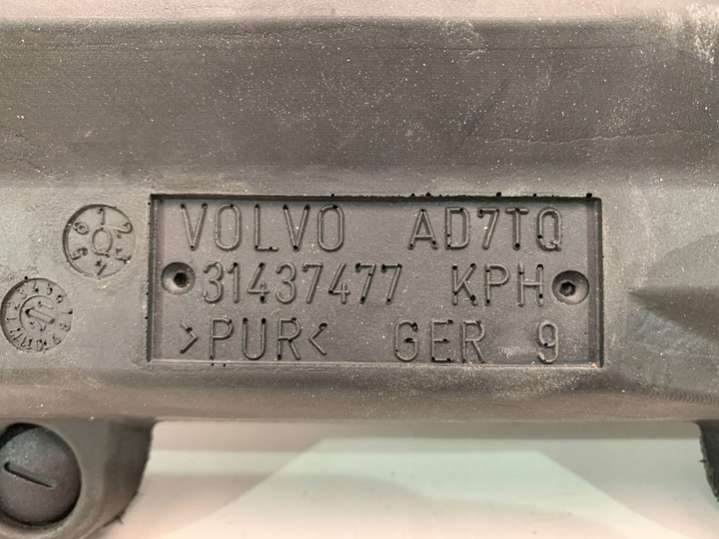 VOLVO AD7TQ
31437477 KPH
>PUR< GER 9